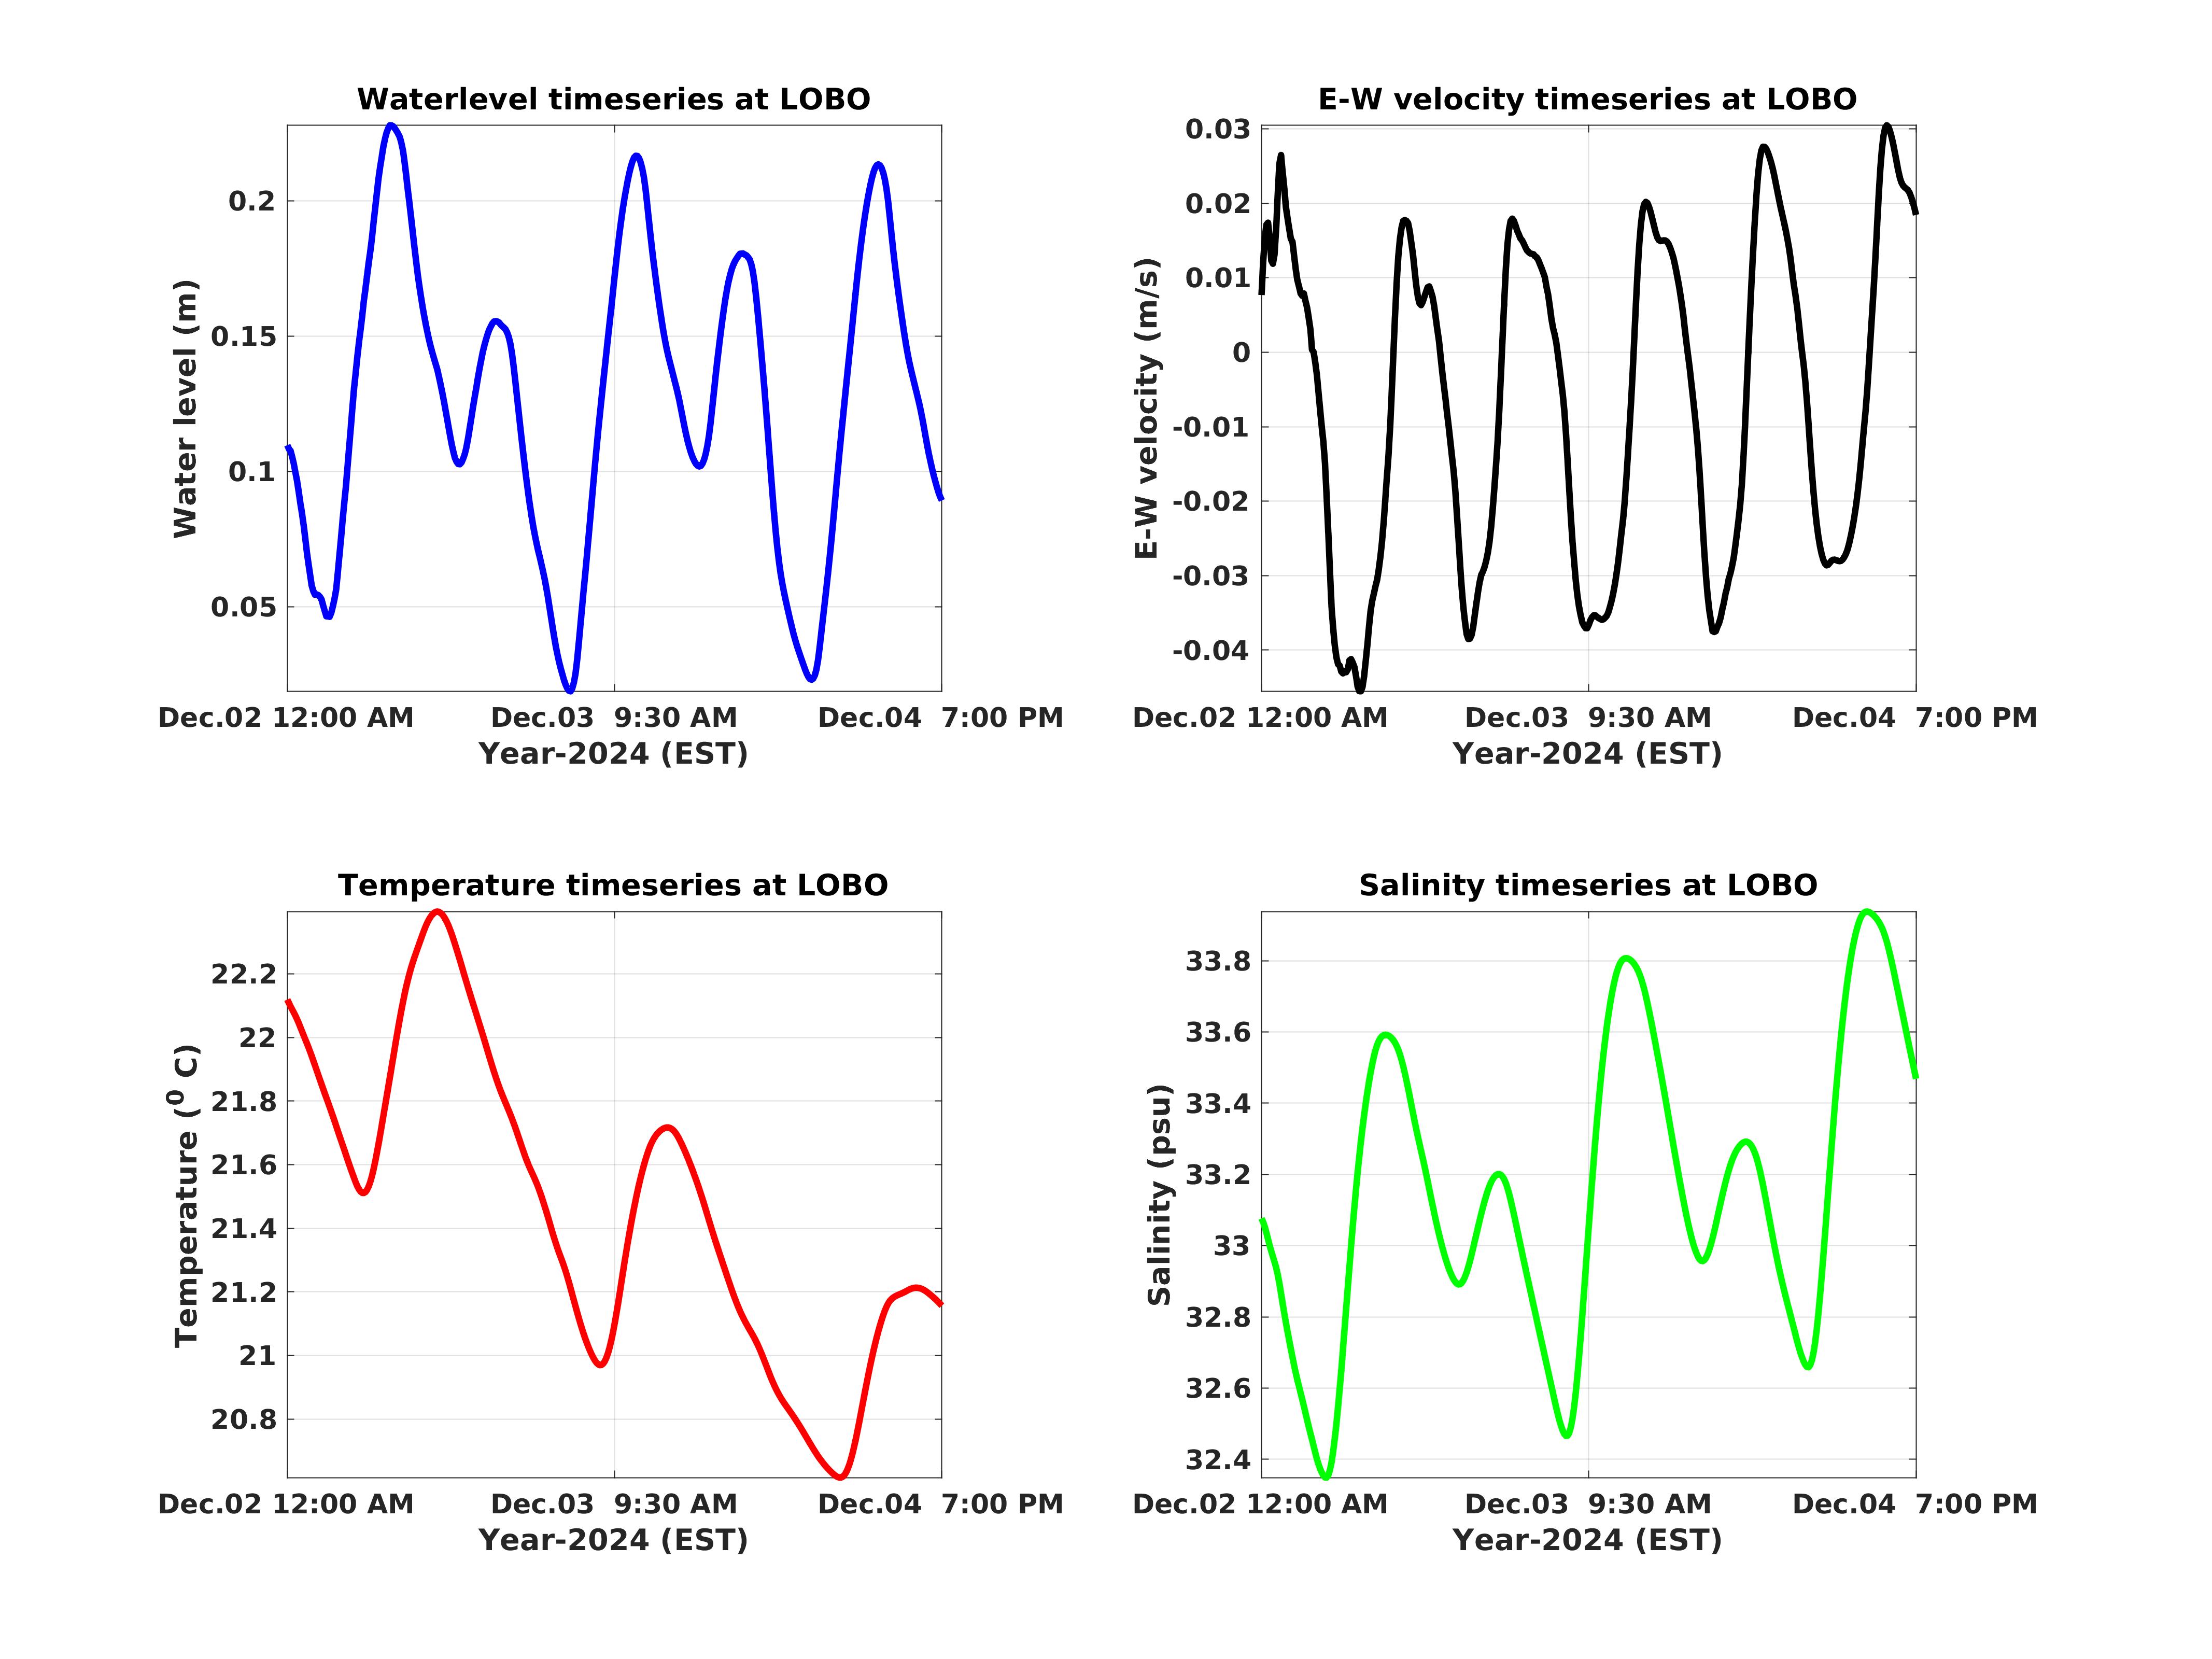 Waterlevel timeseries at LOBO
Water level (m)
0.2
0.15
0.1
0.05
Dec.02 12:00 AM
Dec.03  9:30 AM
Dec.04  7:00 PM
Year-2024 (EST)
E-W velocity timeseries at LOBO
E-W velocity (m/s)
0.03
0.02
0.01
0
-0.01
-0.02
-0.03
-0.04
Dec.02 12:00 AM
Dec.03  9:30 AM
Dec.04  7:00 PM
Year-2024 (EST)
Temperature timeseries at LOBO
Temperature (⁰ C)
22.2
22
21.8
21.6
21.4
21.2
21
20.8
Dec.02 12:00 AM
Dec.03  9:30 AM
Dec.04  7:00 PM
Year-2024 (EST)
Salinity timeseries at LOBO
Salinity (psu)
33.8
33.6
33.4
33.2
33
32.8
32.6
32.4
Dec.02 12:00 AM
Dec.03  9:30 AM
Dec.04  7:00 PM
Year-2024 (EST)